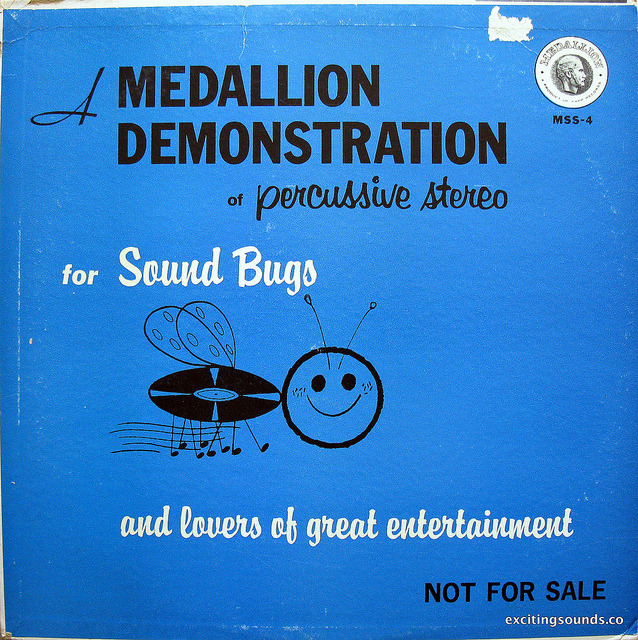 A MEDALLION
DEMONSTRATION
of percussive stereo
MEDALLION
MSS-4
for Sound Bugs
and lovers of great entertainment
NOT FOR SALE
excitingsounds.co